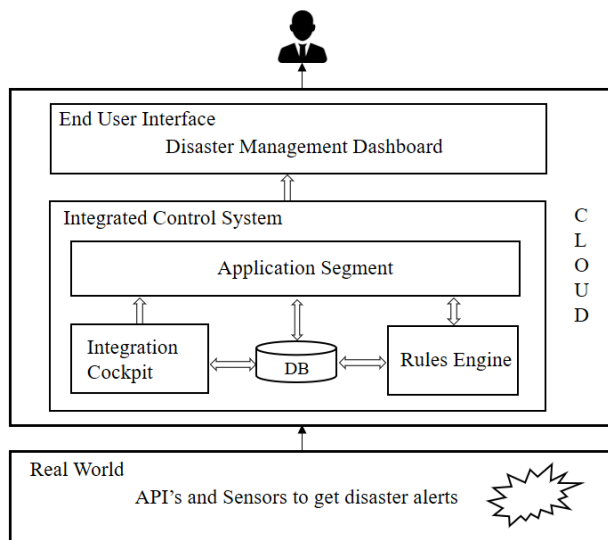 End User Interface
Disaster Management Dashboard
Integrated Control System
Application Segment
Integration
Cockpit
DB
Rules Engine
C
L
O
U
D
Real World
API's and Sensors to get disaster alerts